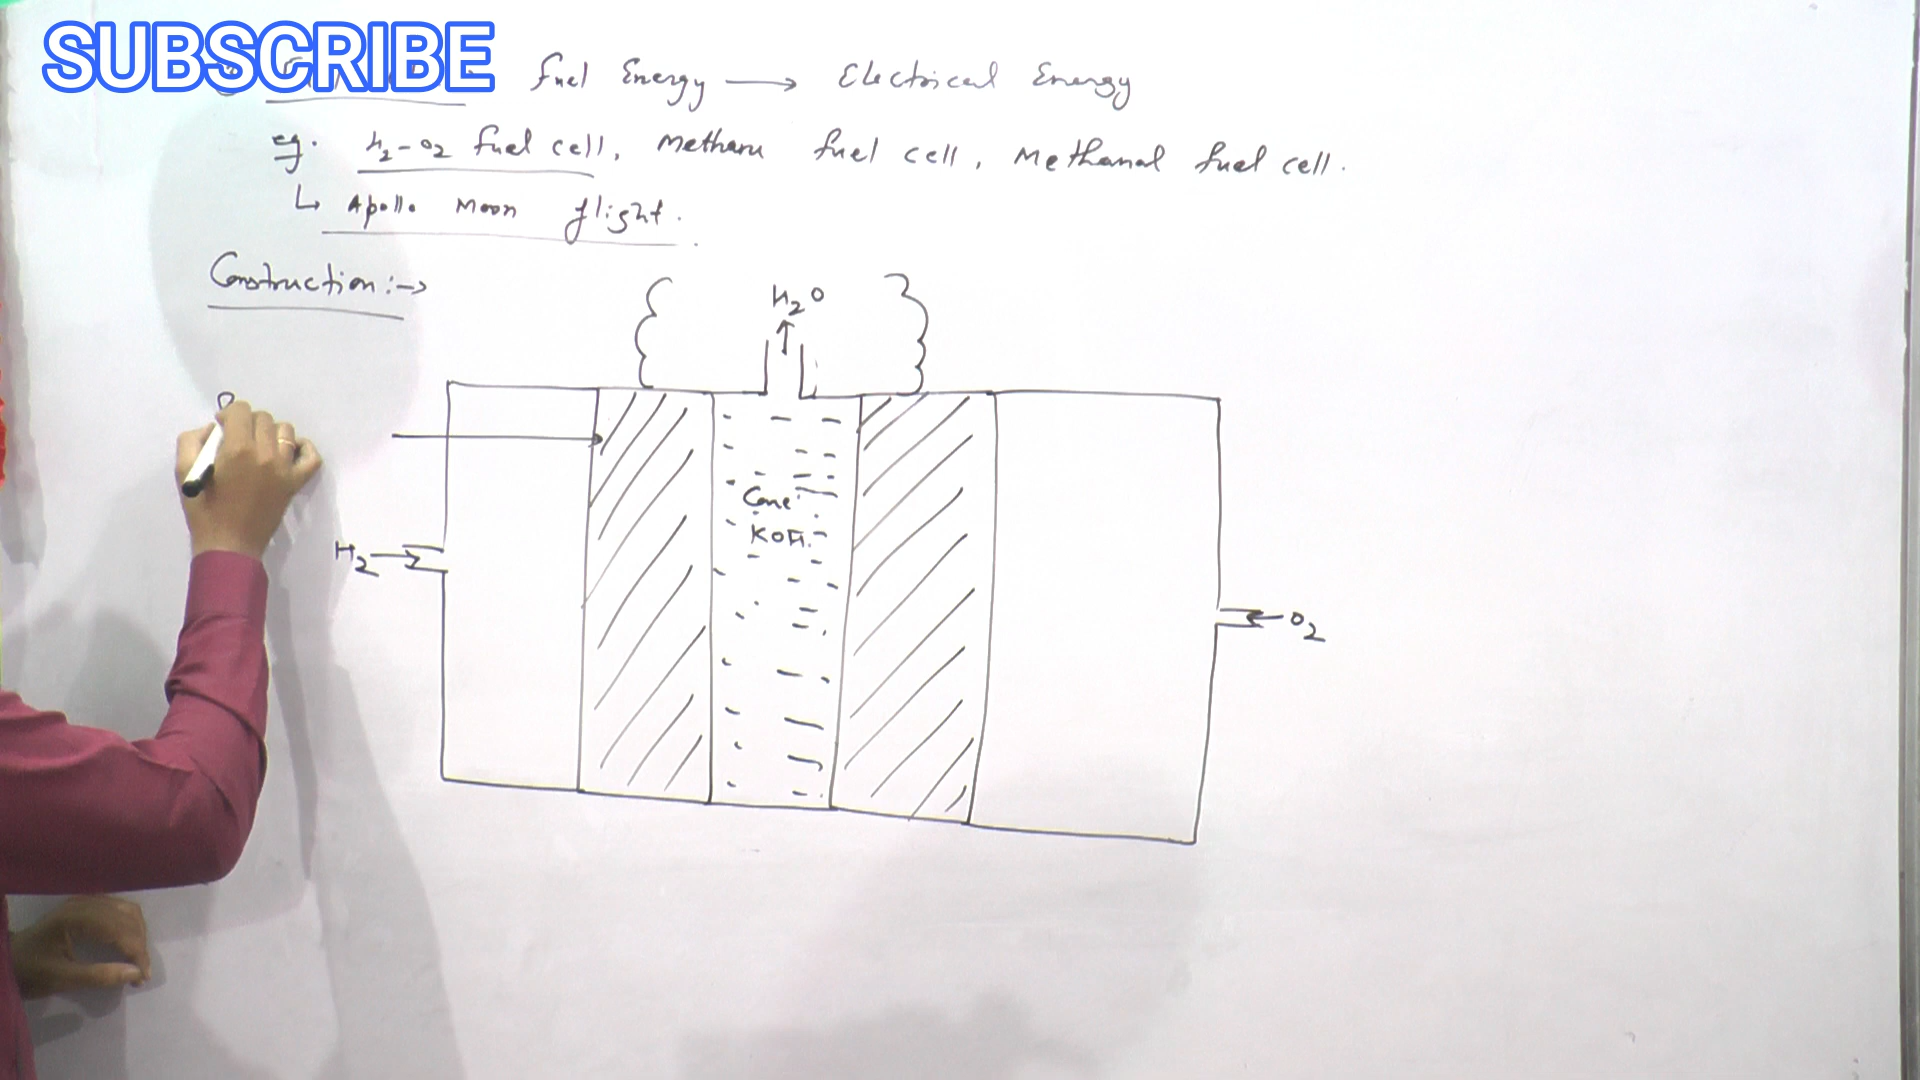 SUBSCRIBE
Fuel Energy → Electrical Energy
eg. H2-O2 fuel cell, Methane fuel cell, Methanol fuel cell.
↳ Apollo Moon flight.
Construction :→
H2O
Conc
KOH.
H2 →
← O2